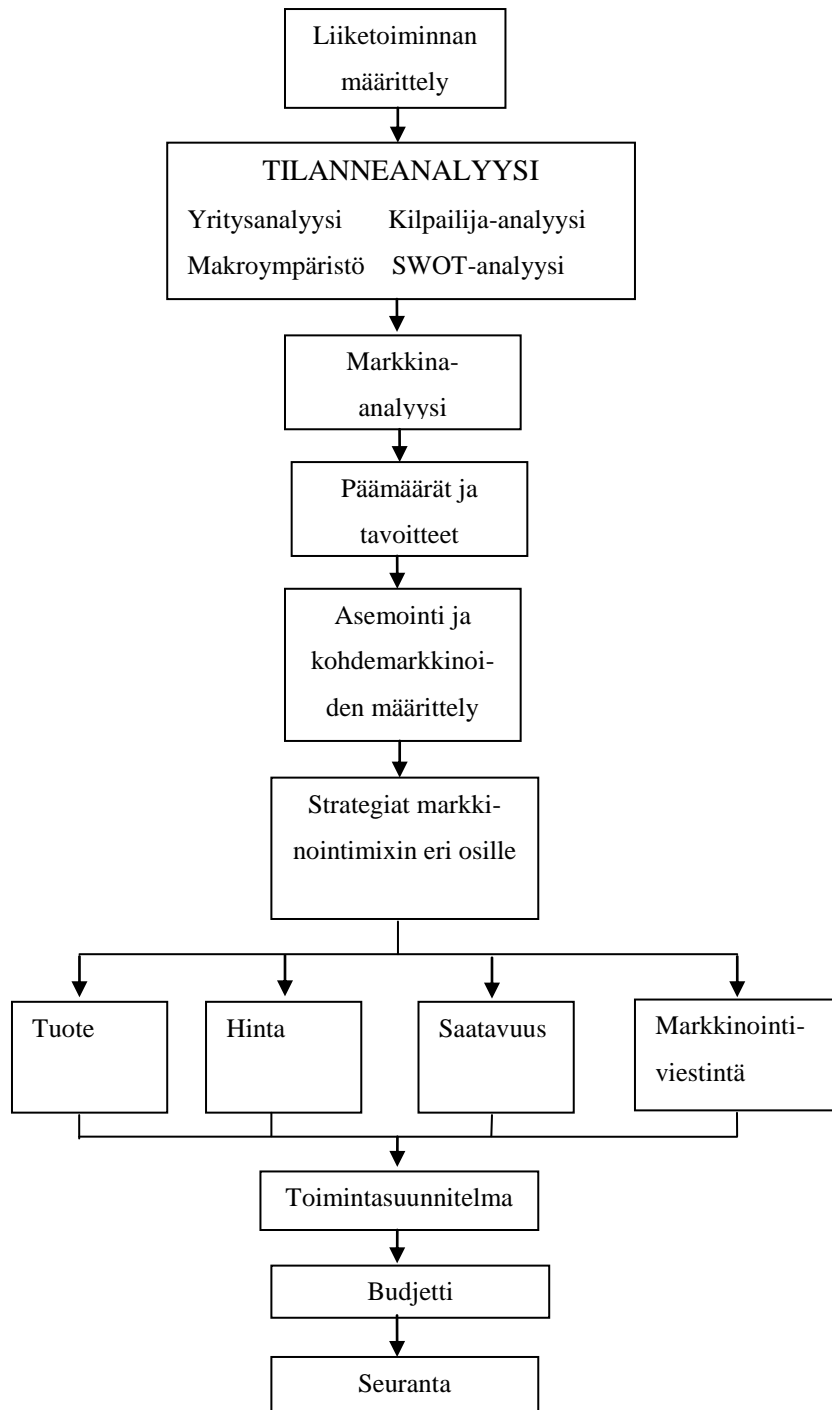 Liiketoiminnan
määrittely
TILANNEANALYYSI
Yritysanalyysi Kilpailija-analyysi
Makroympäristö SWOT-analyysi
Markkina-
analyysi
Päämäärät ja
tavoitteet
Asemointi ja
kohdemarkkinoi-
den määrittely
Strategiat markki-
nointimixin eri osille
Tuote
Hinta
Saatavuus
Markkinointi-
viestintä
Toimintasuunnitelma
Budjetti
Seuranta